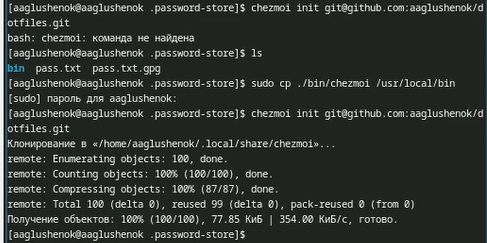 [aaglushenok@aaglushenok .password-store]$ chezmoi init git@github.com:aaglushenok/d
otfiles.git
bash: chezmoi: команда не найдена
[aaglushenok@aaglushenok .password-store]$ ls
bin  pass.txt  pass.txt.gpg
[aaglushenok@aaglushenok .password-store]$ sudo cp ./bin/chezmoi /usr/local/bin
[sudo] пароль для aaglushenok:
[aaglushenok@aaglushenok .password-store]$ chezmoi init git@github.com:aaglushenok/d
otfiles.git
Клонирование в «/home/aaglushenok/.local/share/chezmoi»...
remote: Enumerating objects: 100, done.
remote: Counting objects: 100% (100/100), done.
remote: Compressing objects: 100% (87/87), done.
remote: Total 100 (delta 0), reused 99 (delta 0), pack-reused 0 (from 0)
Получение объектов: 100% (100/100), 77.85 КиБ | 354.00 КиБ/с, готово.
[aaglushenok@aaglushenok .password-store]$